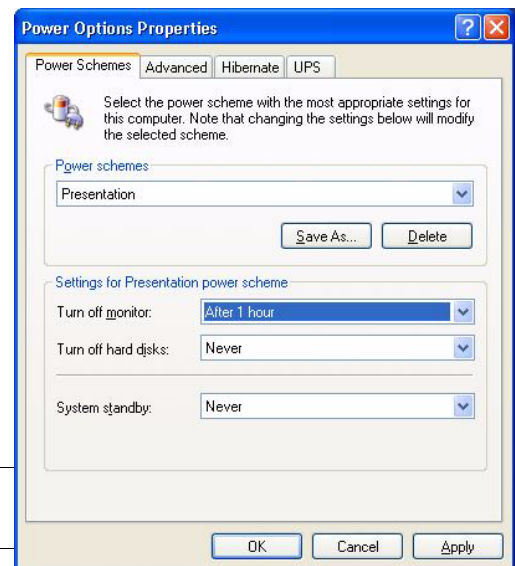 Power Options Properties
Power Schemes Advanced Hibernate UPS
Select the power scheme with the most appropriate settings for
this computer. Note that changing the settings below will modify
the selected scheme.
Power schemes
Presentation
Save As... Delete
Settings for Presentation power scheme
Turn off monitor: After 1 hour
Turn off hard disks: Never
System standby: Never
OK Cancel Apply